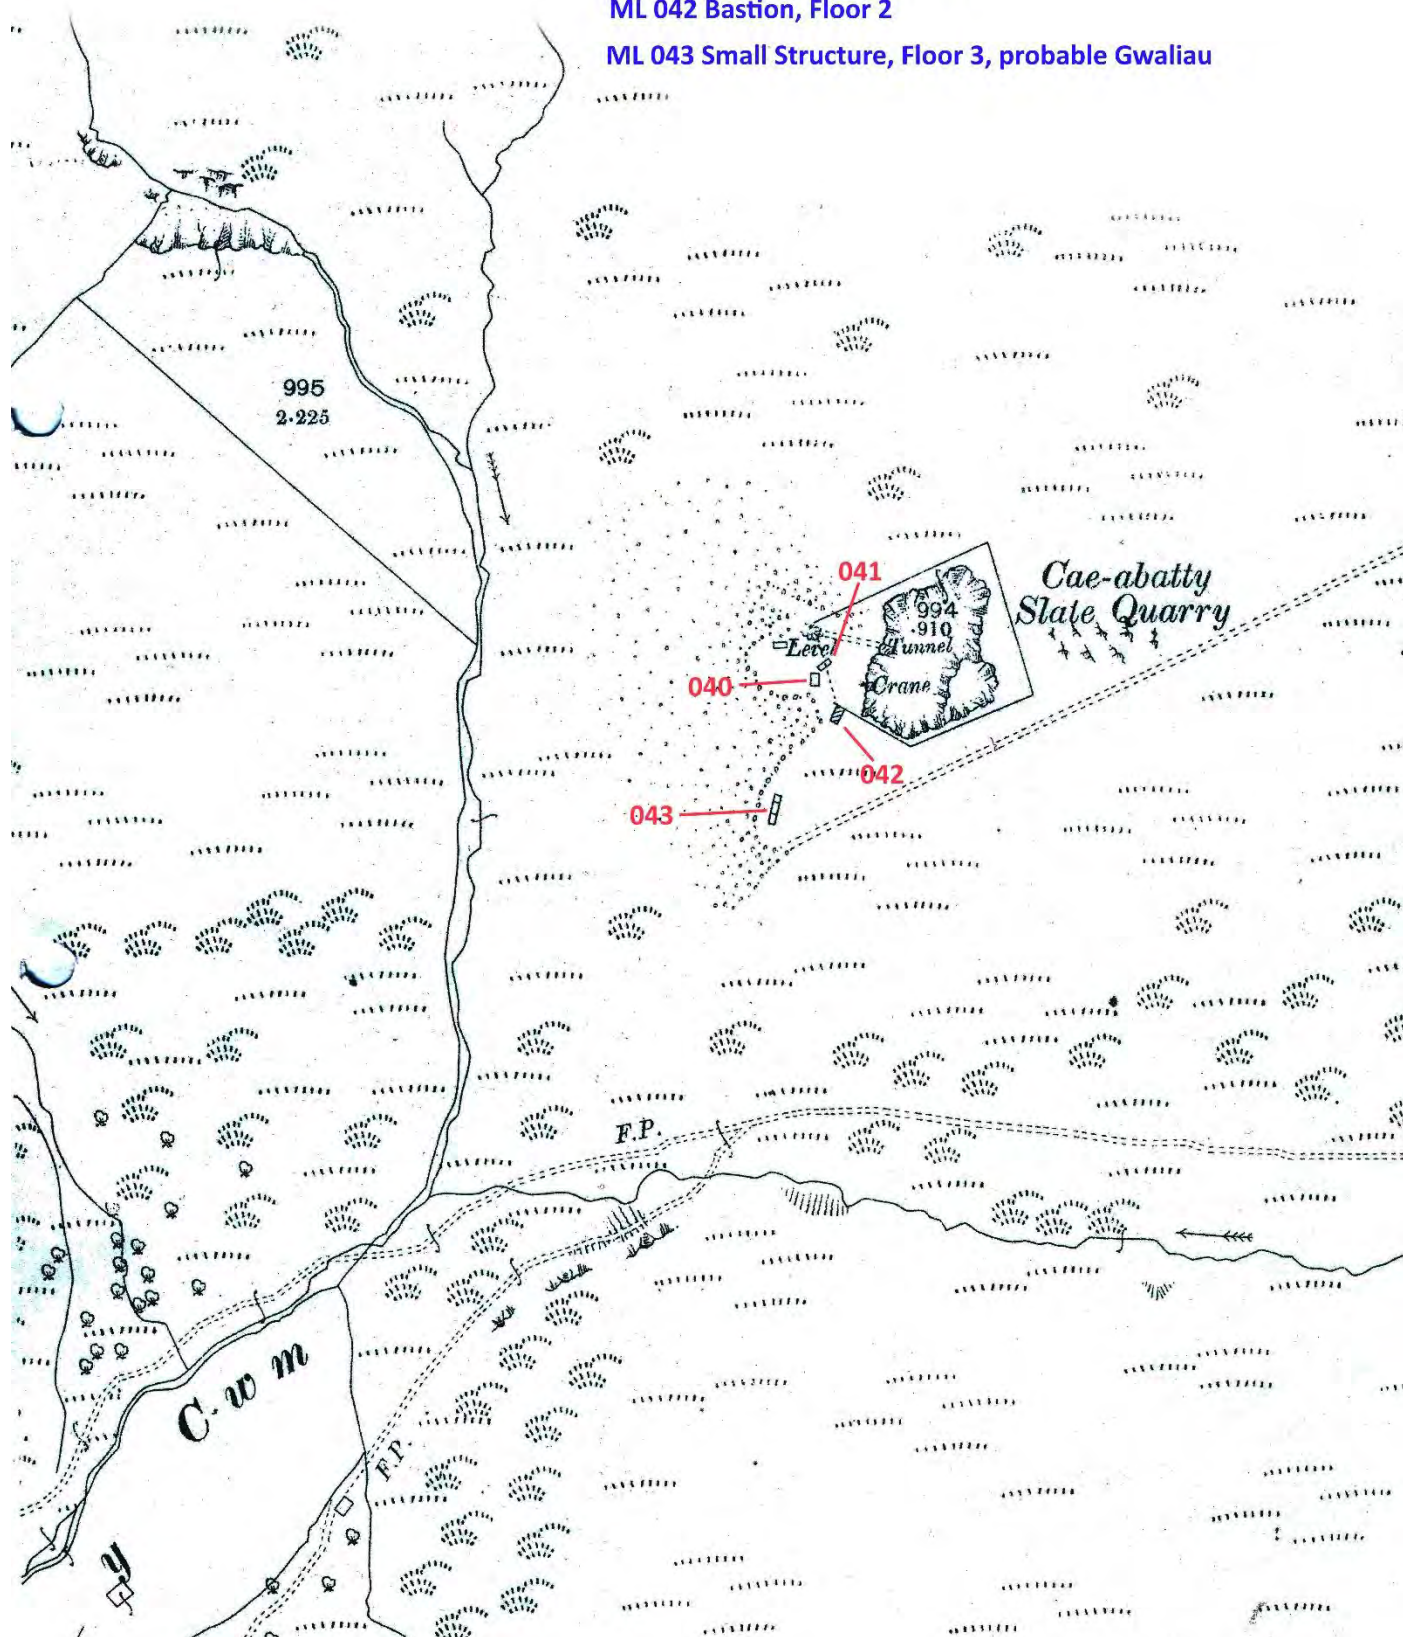 ML 042 Bastion, Floor 2
ML 043 Small Structure, Floor 3, probable Gwaliau
995
2·225
041
Cae-abatty
Slate Quarry
994
·910
Level
Tunnel
040
Crane
042
043
F.P.
Cwm
F.P.
y